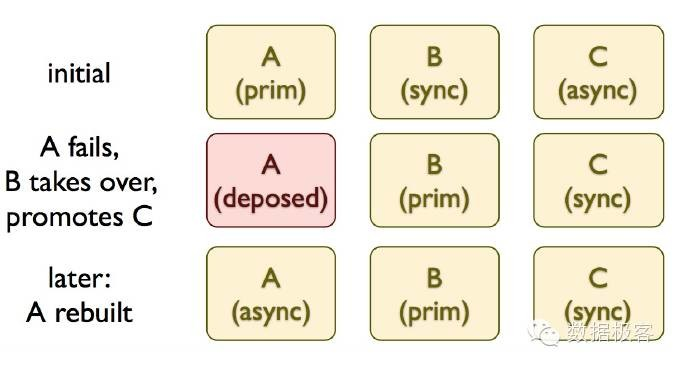 initial
A
(prim)
B
(sync)
C
(async)
A fails,
B takes over,
promotes C
A
(deposed)
B
(prim)
C
(sync)
later:
A rebuilt
A
(async)
B
(prim)
C
(sync)
数据极客